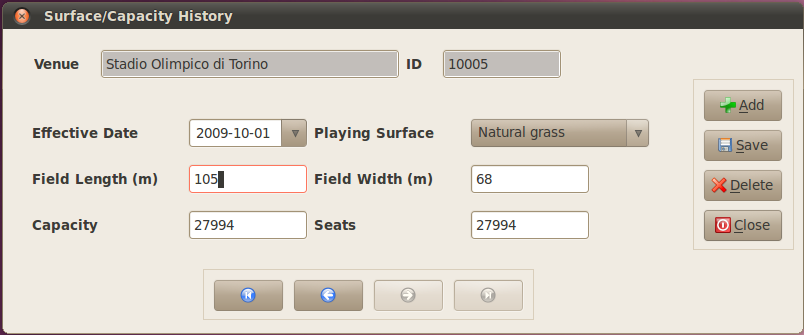 Surface/Capacity History
Venue Stadio Olimpico di Torino ID 10005
Add
Effective Date 2009-10-01 Playing Surface Natural grass
Save
Field Length (m) 105 Field Width (m) 68
Delete
Capacity 27994 Seats 27994
Close